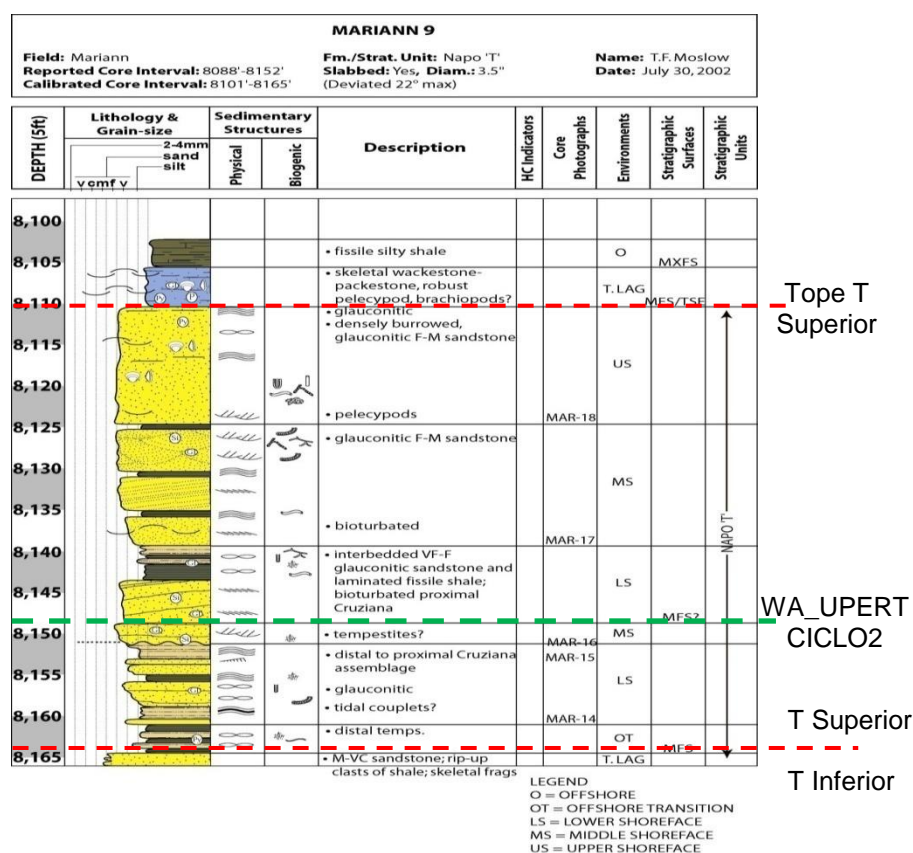 MARIANN 9
Field: Mariann
Reported Core Interval: 8088'-8152'
Calibrated Core Interval: 8101'-8165'
Fm./Strat. Unit: Napo 'T'
Slabbed: Yes, Diam.: 3.5"
(Deviated 22° max)
Name: T.F. Moslow
Date: July 30, 2002
DEPTH (5ft)
Lithology &
Grain-size
2-4mm
sand
silt
v c m f v
Sedimentary
Structures
Physical
Biogenic
Description
HC Indicators
Core
Photographs
Environments
Stratigraphic
Surfaces
Stratigraphic
Units
8,100
• fissile silty shale
O
8,105
MXFS
• skeletal wackestone-
packestone, robust
pelecypod, brachiopods?
T. LAG
8,110
MFS/TSE
Tope T
Superior
• glauconitic
• densely burrowed,
glauconitic F-M sandstone
8,115
US
8,120
• pelecypods
MAR-18
8,125
• glauconitic F-M sandstone
8,130
MS
8,135
• bioturbated
MAR-17
NAPO 'T'
8,140
• interbedded VF-F
glauconitic sandstone and
laminated fissile shale;
bioturbated proximal
Cruziana
LS
8,145
MFS?
WA_UPERT
CICLO2
8,150
• tempestites?
MS
MAR-16
• distal to proximal Cruziana
assemblage
MAR-15
8,155
LS
• glauconitic
• tidal couplets?
8,160
MAR-14
T Superior
• distal temps.
OT
MFS
8,165
• M-VC sandstone; rip-up
clasts of shale; skeletal frags
T. LAG
T Inferior
LEGEND
O = OFFSHORE
OT = OFFSHORE TRANSITION
LS = LOWER SHOREFACE
MS = MIDDLE SHOREFACE
US = UPPER SHOREFACE